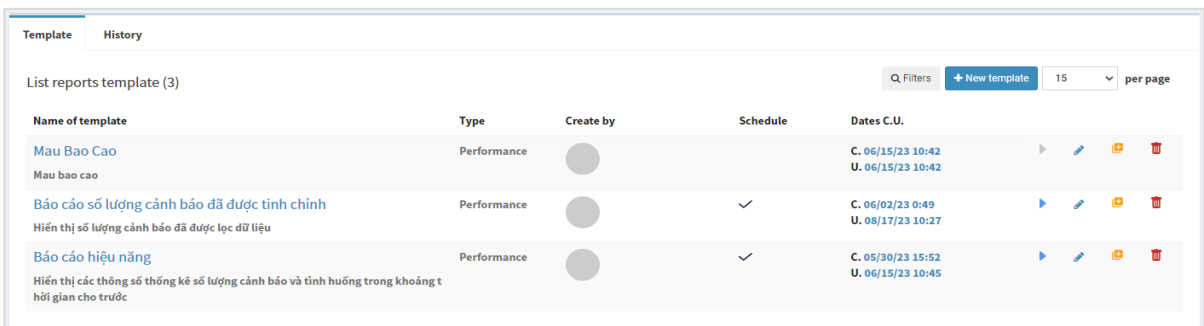 Template History
List reports template (3) Filters + New template 15 per page
Name of template Type Create by Schedule Dates C.U.
Mau Bao Cao Performance C. 06/15/23 10:42
Mau bao cao U. 06/15/23 10:42
Báo cáo số lượng cảnh báo đã được tinh chỉnh Performance C. 06/02/23 0:49
Hiển thị số lượng cảnh báo đã được lọc dữ liệu U. 08/17/23 10:27
Báo cáo hiệu năng Performance C. 05/30/23 15:52
Hiển thị các thông số thống kê số lượng cảnh báo và tình huống trong khoảng t U. 06/15/23 10:45
hời gian cho trước